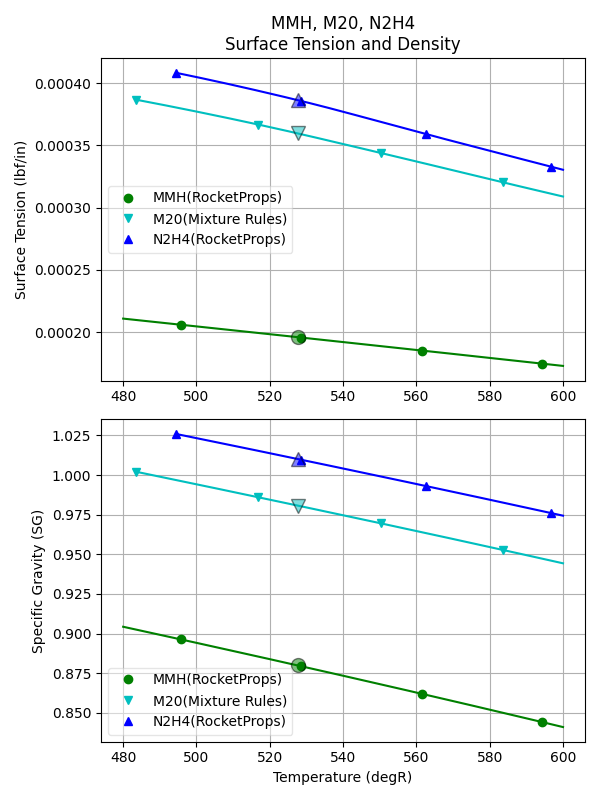 MMH, M20, N2H4
Surface Tension and Density
0.00040
0.00035
0.00030
0.00025
0.00020
Surface Tension (lbf/in)
MMH(RocketProps)
M20(Mixture Rules)
N2H4(RocketProps)
480 500 520 540 560 580 600
1.025
1.000
0.975
0.950
0.925
0.900
0.875
0.850
Specific Gravity (SG)
MMH(RocketProps)
M20(Mixture Rules)
N2H4(RocketProps)
480 500 520 540 560 580 600
Temperature (degR)